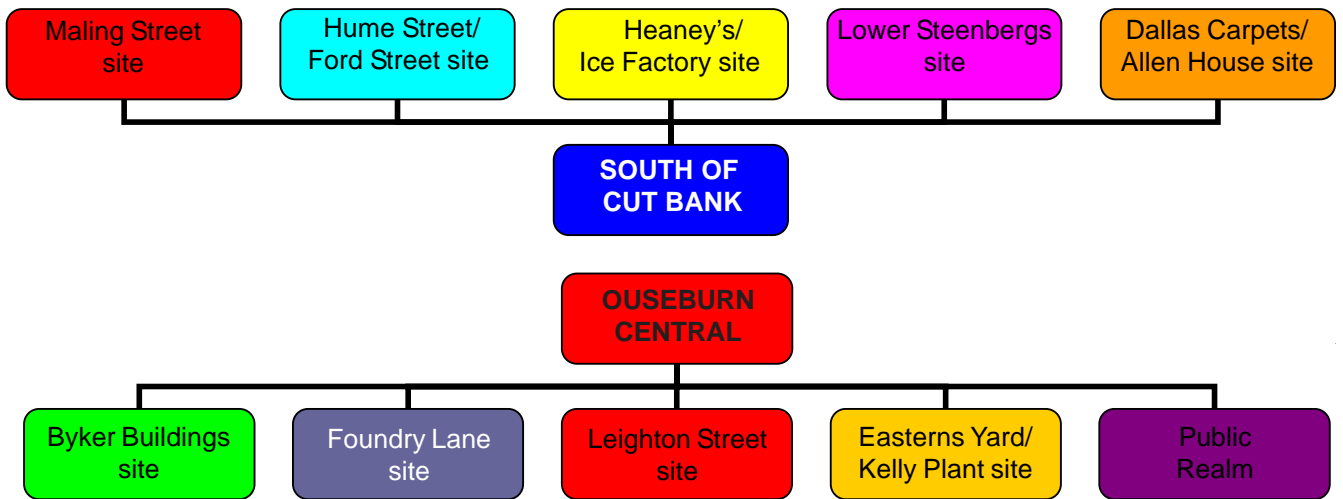 Maling Street
site
Hume Street/
Ford Street site
Heaney's/
Ice Factory site
Lower Steenbergs
site
Dallas Carpets/
Allen House site
SOUTH OF
CUT BANK
OUSEBURN
CENTRAL
Byker Buildings
site
Foundry Lane
site
Leighton Street
site
Easterns Yard/
Kelly Plant site
Public
Realm